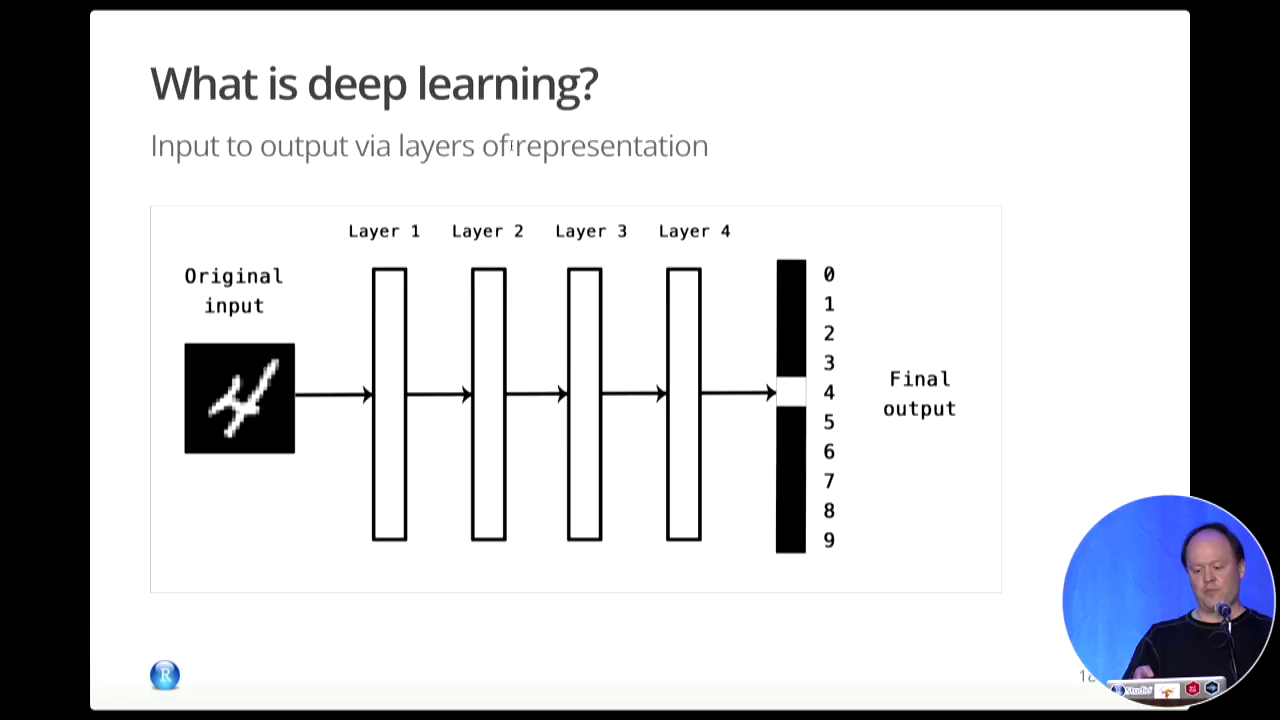 What is deep learning?
Input to output via layers of representation
Layer 1 Layer 2 Layer 3 Layer 4
Original
input
0
1
2
3
4
5
6
7
8
9
Final
output
R
Studio